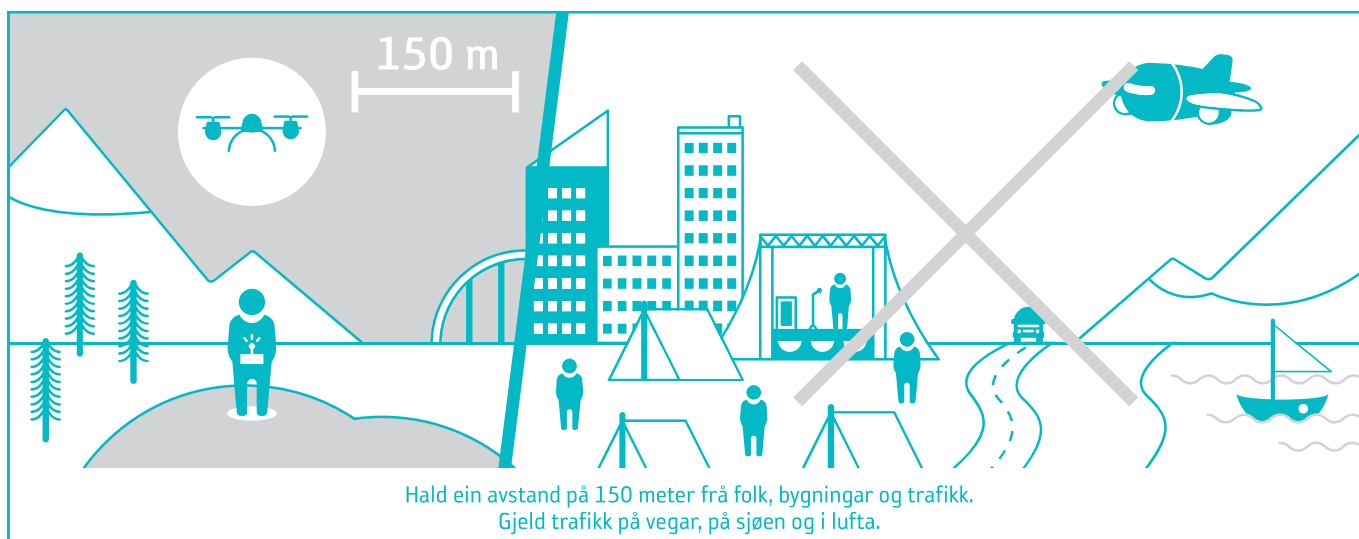 150 m
Hald ein avstand på 150 meter frå folk, bygningar og trafikk.
Gjeld trafikk på vegar, på sjøen og i lufta.